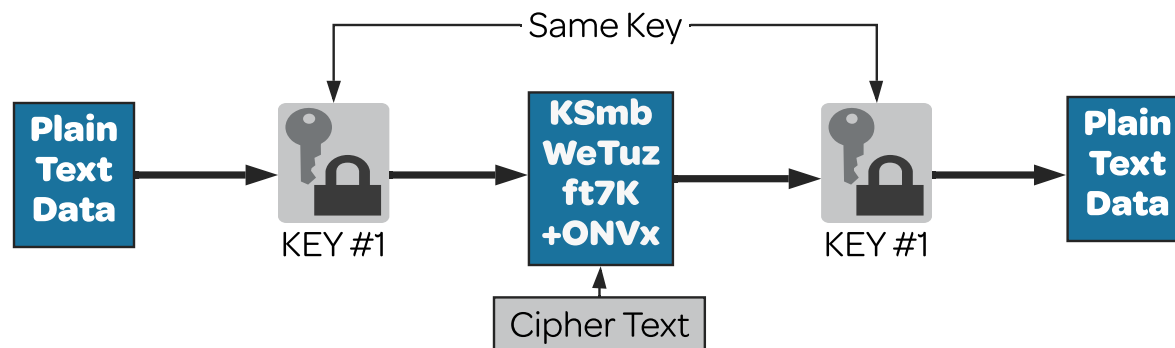 Same Key
Plain
Text
Data
KEY #1
KSmb
WeTuz
ft7K
+ONVx
KEY #1
Plain
Text
Data
Cipher Text